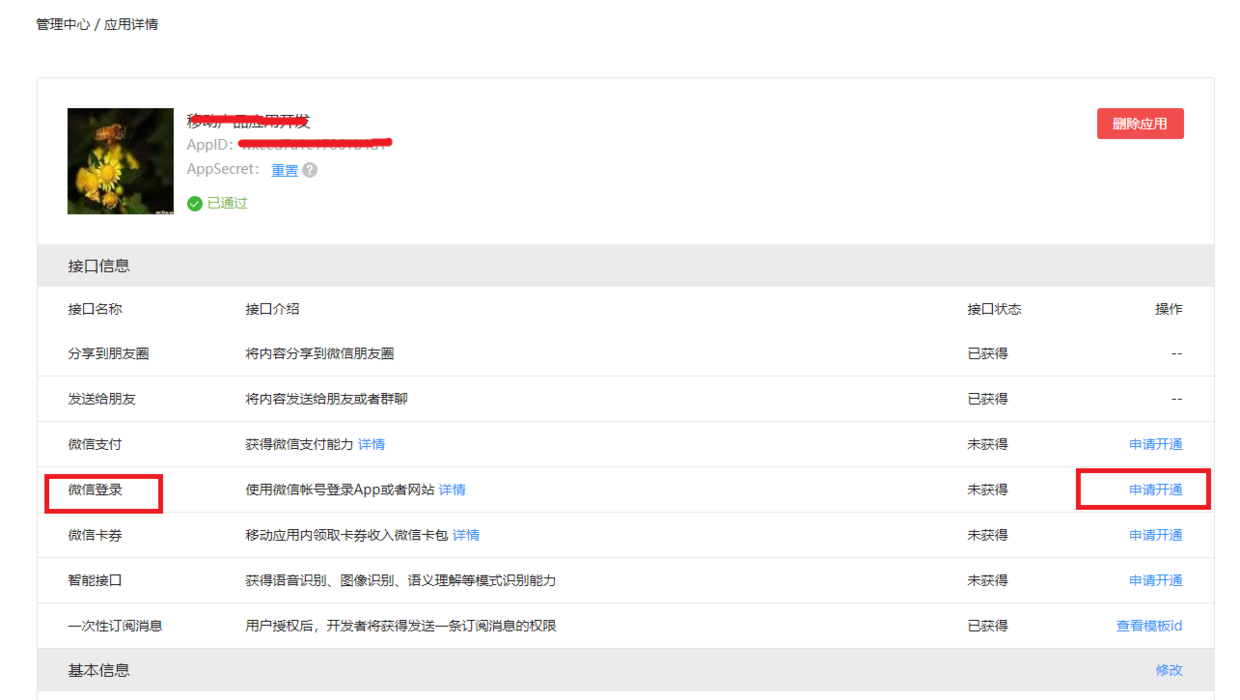 管理中心 / 应用详情
移动产品应用开发
删除应用
AppID:
AppSecret: 重置 ?
已通过
接口信息
接口名称 接口介绍 接口状态 操作
分享到朋友圈 将内容分享到微信朋友圈 已获得 --
发送给朋友 将内容发送给朋友或者群聊 已获得 --
微信支付 获得微信支付能力 详情 未获得 申请开通
微信登录 使用微信帐号登录App或者网站 详情 未获得 申请开通
微信卡券 移动应用内领取卡券收入微信卡包 详情 未获得 申请开通
智能接口 获得语音识别、图像识别、语义理解等模式识别能力 未获得 申请开通
一次性订阅消息 用户授权后，开发者将获得发送一条订阅消息的权限 已获得 查看模板id
基本信息 修改